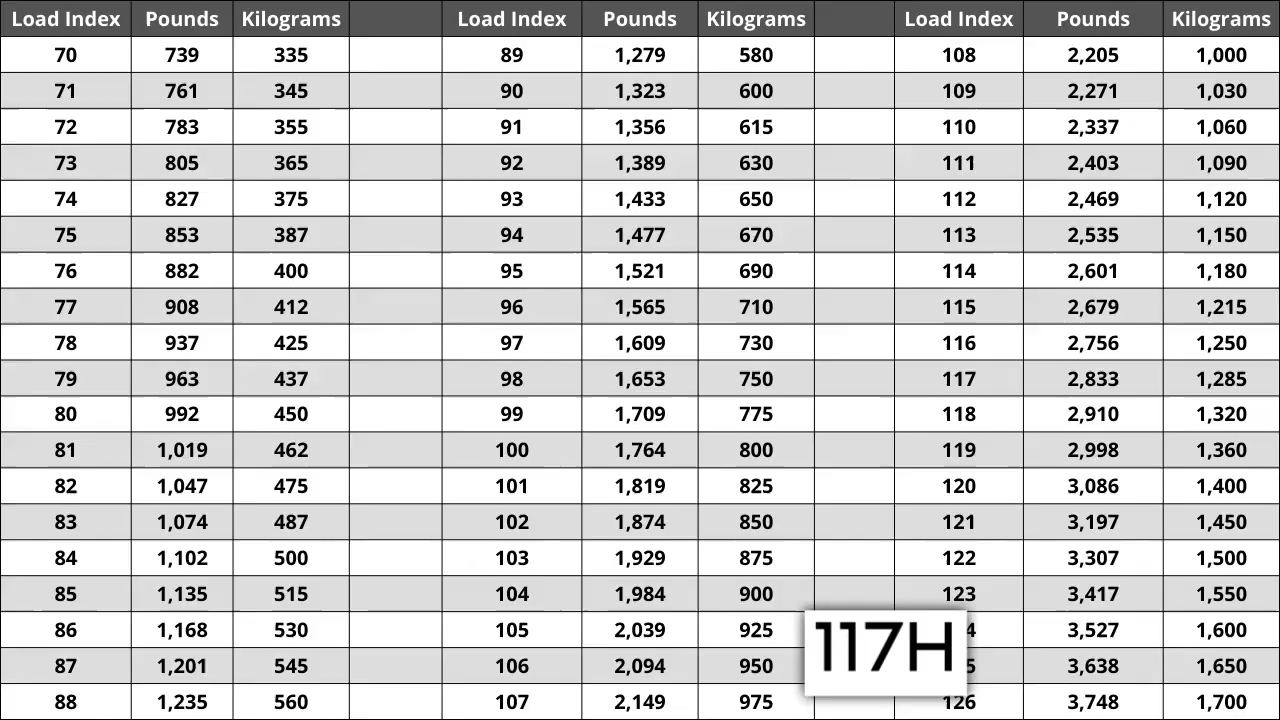 Load Index Pounds Kilograms Load Index Pounds Kilograms Load Index Pounds Kilograms
70 739 335 89 1,279 580 108 2,205 1,000
71 761 345 90 1,323 600 109 2,271 1,030
72 783 355 91 1,356 615 110 2,337 1,060
73 805 365 92 1,389 630 111 2,403 1,090
74 827 375 93 1,433 650 112 2,469 1,120
75 853 387 94 1,477 670 113 2,535 1,150
76 882 400 95 1,521 690 114 2,601 1,180
77 908 412 96 1,565 710 115 2,679 1,215
78 937 425 97 1,609 730 116 2,756 1,250
79 963 437 98 1,653 750 117 2,833 1,285
80 992 450 99 1,709 775 118 2,910 1,320
81 1,019 462 100 1,764 800 119 2,998 1,360
82 1,047 475 101 1,819 825 120 3,086 1,400
83 1,074 487 102 1,874 850 121 3,197 1,450
84 1,102 500 103 1,929 875 122 3,307 1,500
85 1,135 515 104 1,984 900 123 3,417 1,550
86 1,168 530 105 2,039 925 4 3,527 1,600
117H
87 1,201 545 106 2,094 950 5 3,638 1,650
88 1,235 560 107 2,149 975 126 3,748 1,700